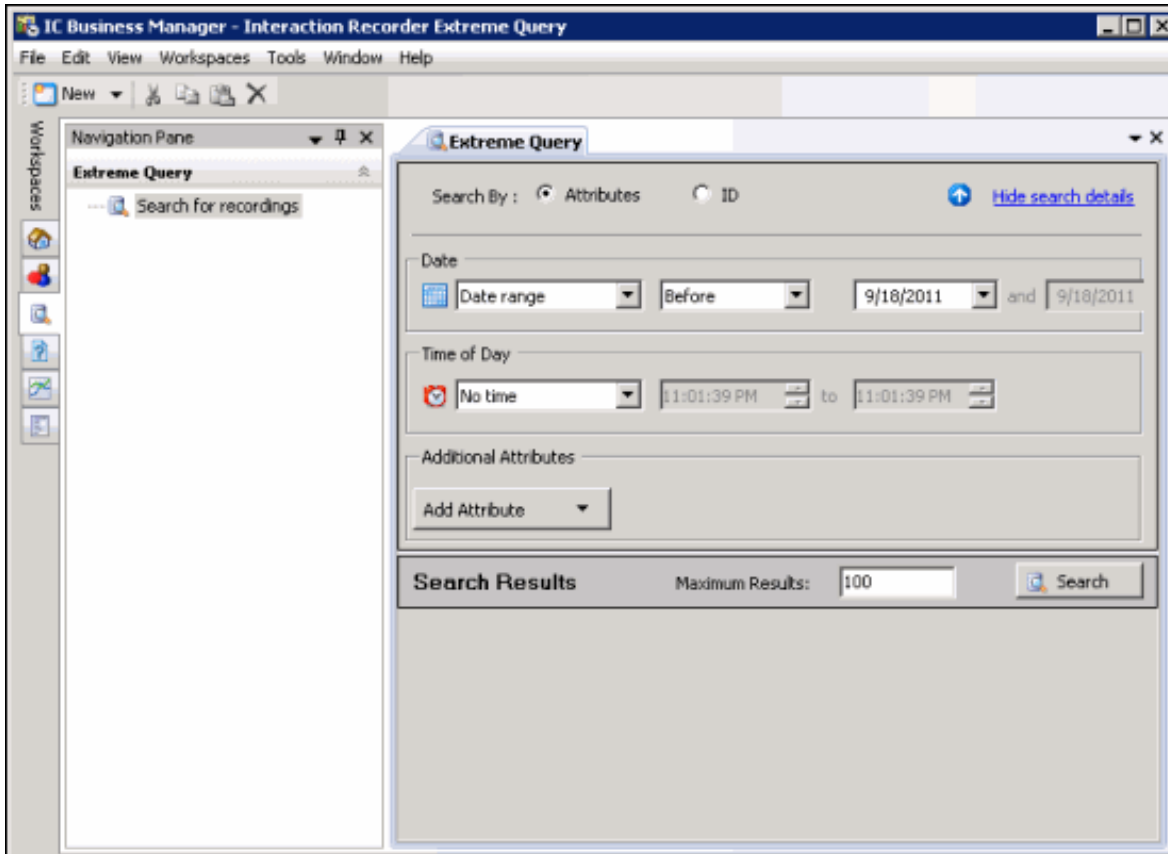 IC Business Manager - Interaction Recorder Extreme Query
File Edit View Workspaces Tools Window Help
New
Workspaces
Navigation Pane
Extreme Query
Search for recordings
Extreme Query
Search By : Attributes ID Hide search details
Date
Date range Before 9/18/2011 and 9/18/2011
Time of Day
No time 11:01:39 PM to 11:01:39 PM
Additional Attributes
Add Attribute
Search Results Maximum Results: 100 Search